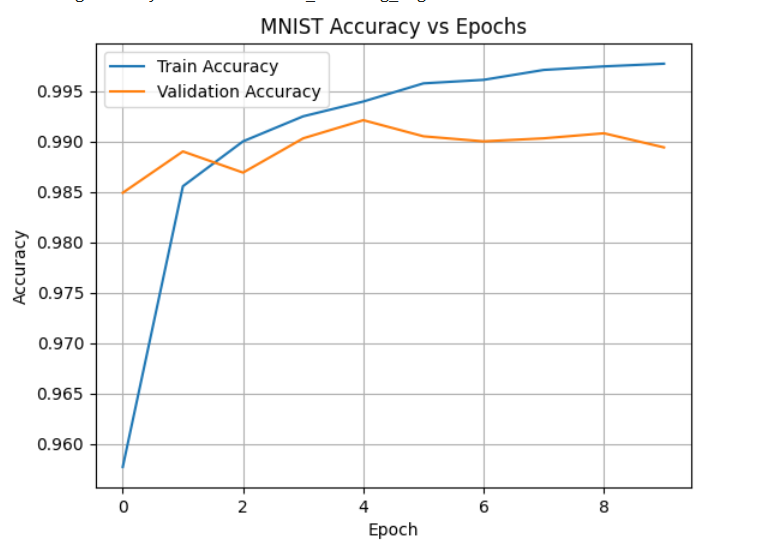 MNIST Accuracy vs Epochs
Train Accuracy
Validation Accuracy
0.995
0.990
0.985
0.980
0.975
0.970
0.965
0.960
Accuracy
0 2 4 6 8
Epoch